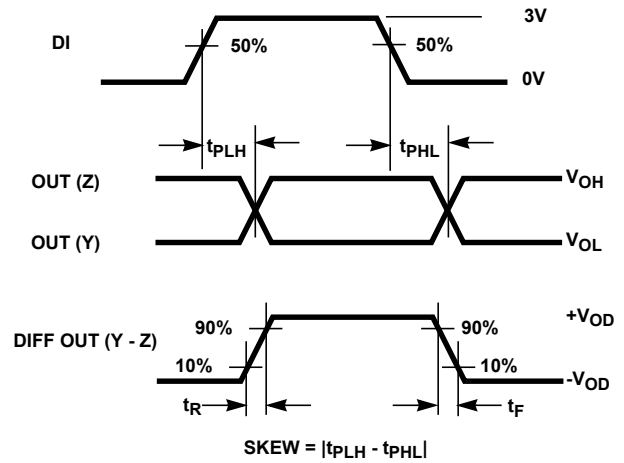 3V
DI
50%
50%
0V
tPLH
tPHL
OUT (Z)
VOH
OUT (Y)
VOL
+VOD
90%
90%
DIFF OUT (Y - Z)
10%
10%
-VOD
tR
tF
SKEW = |tPLH - tPHL|